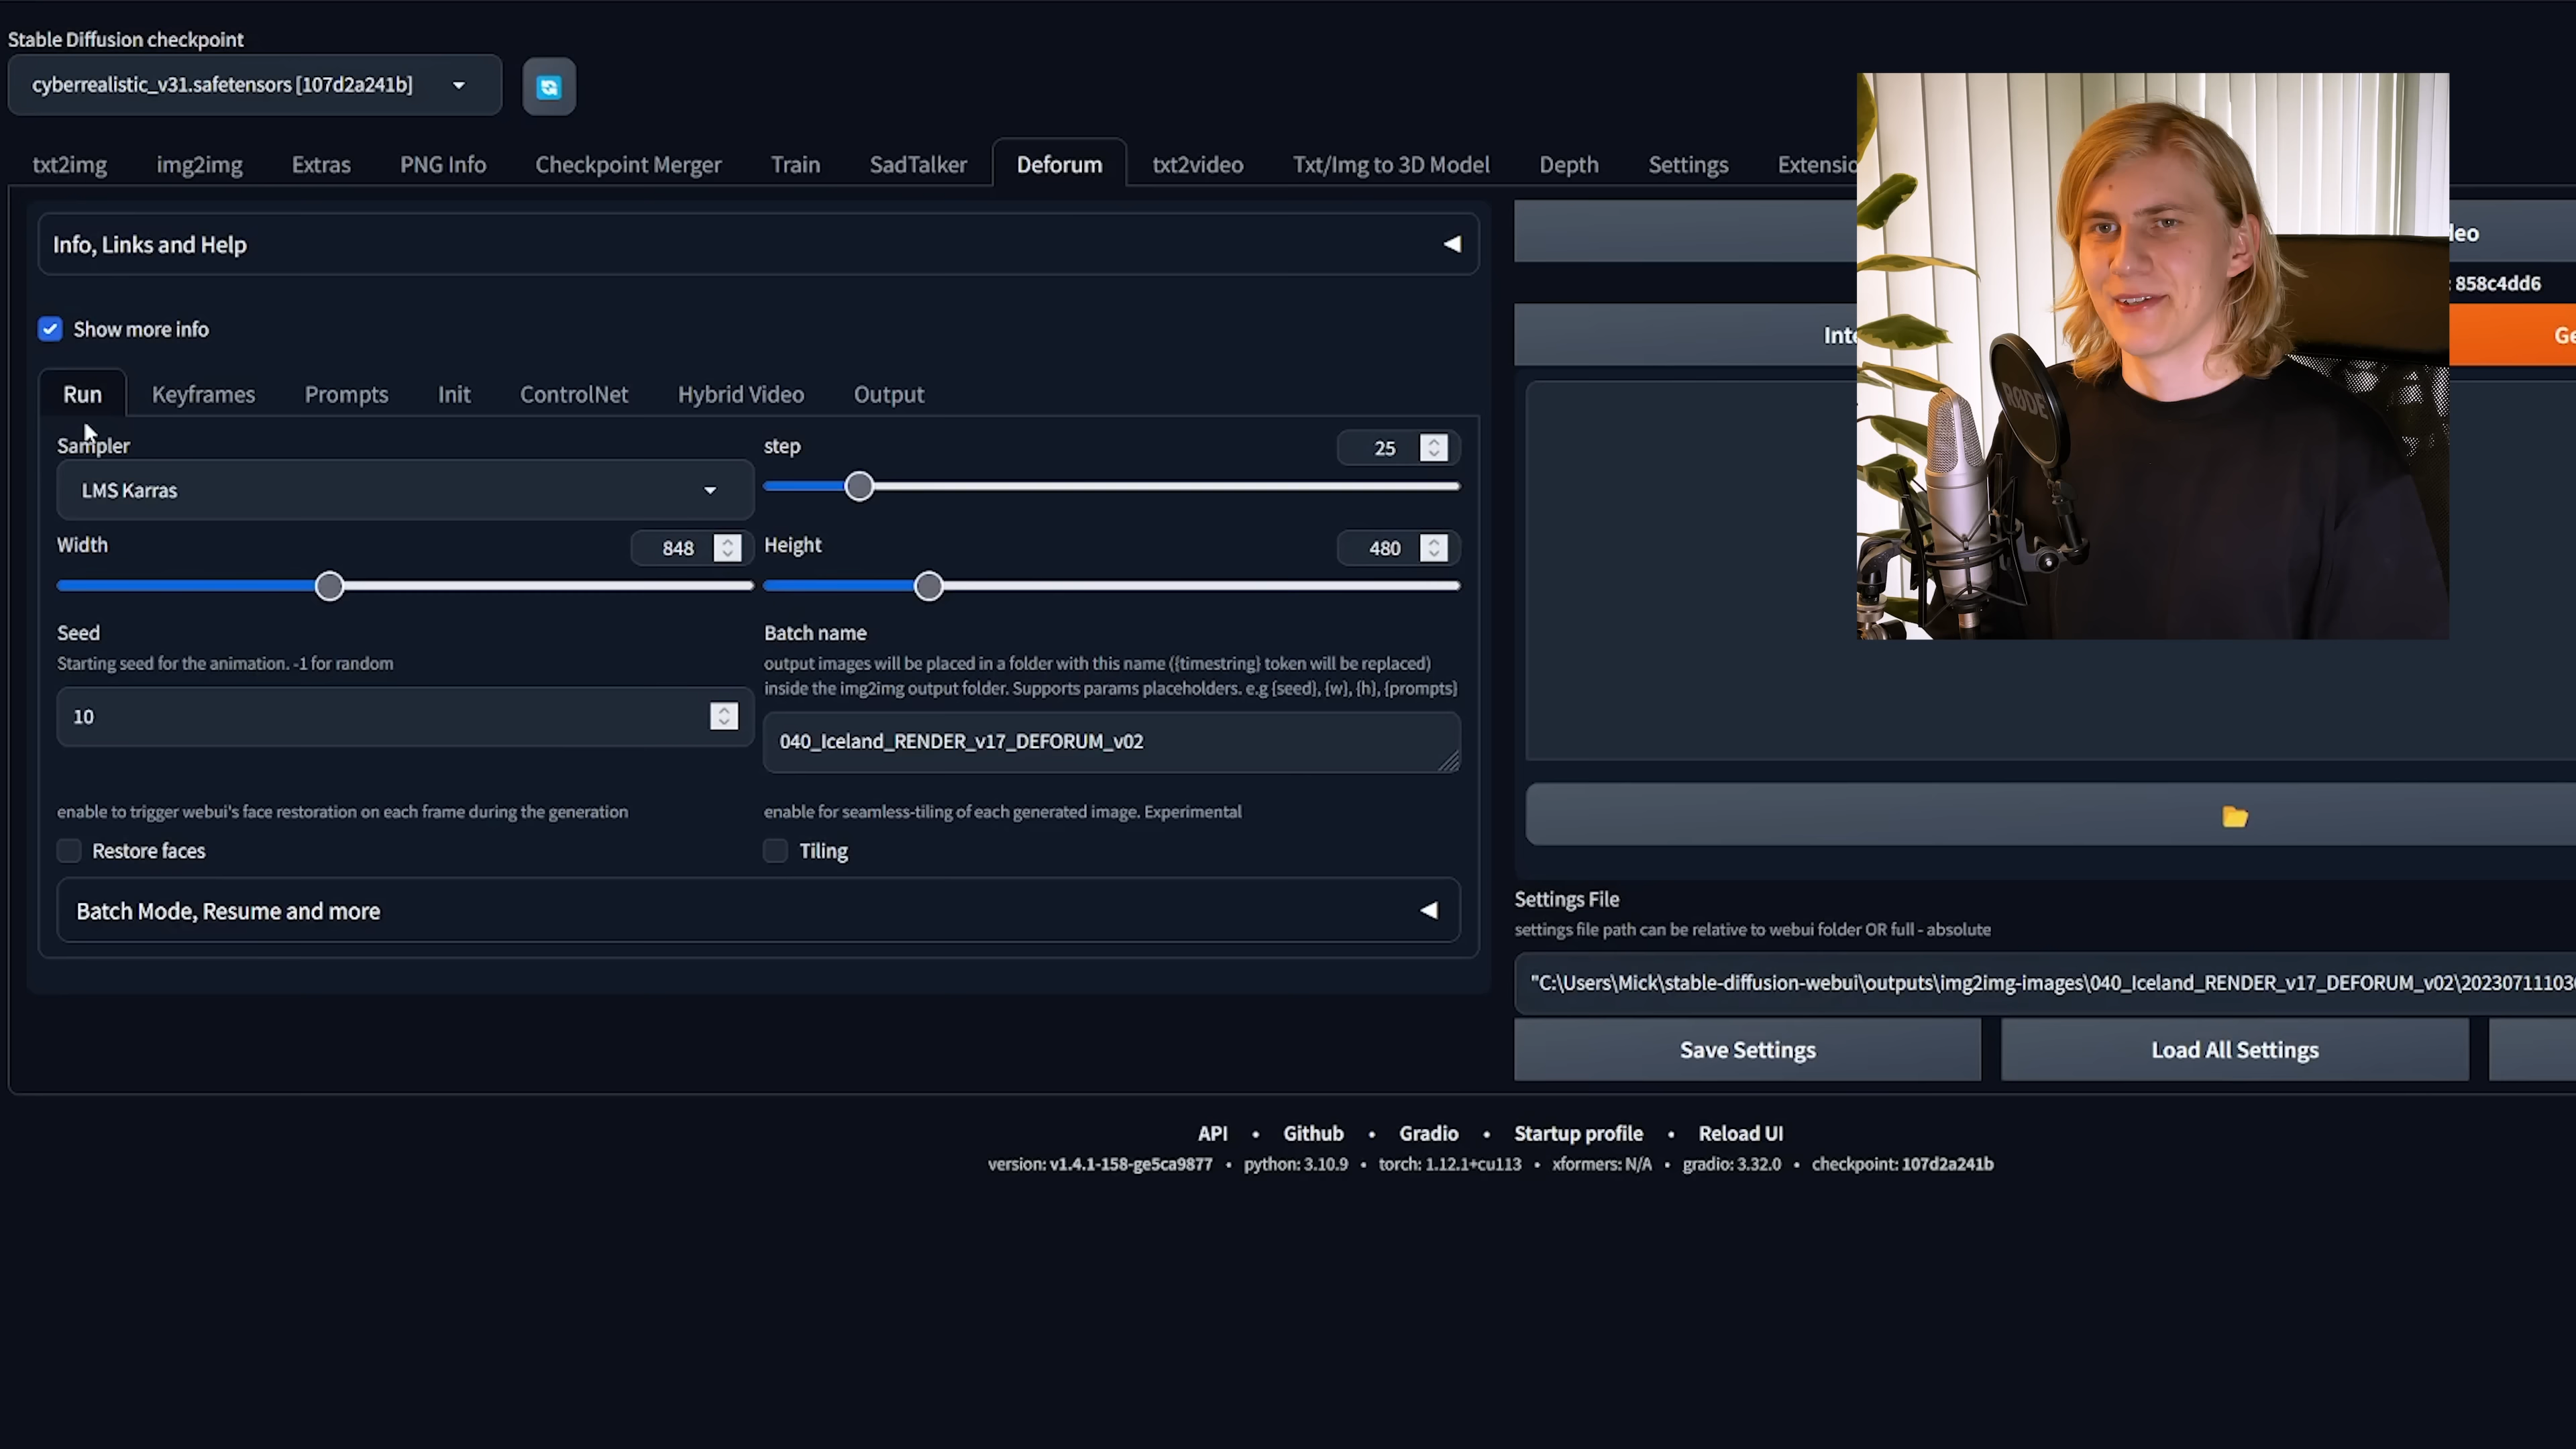 Stable Diffusion checkpoint
cyberrealistic_v31.safetensors [107d2a241b]
txt2img img2img Extras PNG Info Checkpoint Merger Train SadTalker Deforum txt2video Txt/Img to 3D Model Depth Settings Extensio
Info, Links and Help
deo
: 858c4dd6
Show more info
Inte
Ge
Run Keyframes Prompts Init ControlNet Hybrid Video Output
RØDE
Sampler
step
25
LMS Karras
Width
848
Height
480
Seed
Batch name
Starting seed for the animation. -1 for random
output images will be placed in a folder with this name ({timestring} token will be replaced)
inside the img2img output folder. Supports params placeholders. e.g {seed}, {w}, {h}, {prompts}
10
040_Iceland_RENDER_v17_DEFORUM_v02
enable to trigger webui's face restoration on each frame during the generation
enable for seamless-tiling of each generated image. Experimental
Restore faces
Tiling
Batch Mode, Resume and more
Settings File
settings file path can be relative to webui folder OR full - absolute
"C:\Users\Mick\stable-diffusion-webui\outputs\img2img-images\040_Iceland_RENDER_v17_DEFORUM_v02\2023071110
Save Settings
Load All Settings
API • Github • Gradio • Startup profile • Reload UI
version: v1.4.1-158-ge5ca9877 • python: 3.10.9 • torch: 1.12.1+cu113 • xformers: N/A • gradio: 3.32.0 • checkpoint: 107d2a241b